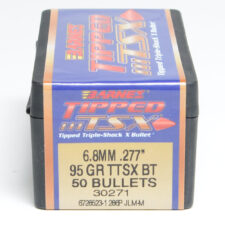 BARNES
TIPPED
TSX
Tipped Triple-Shock X Bullet
6.8MM .277"
95 GR TTSX BT
50 BULLETS
30271